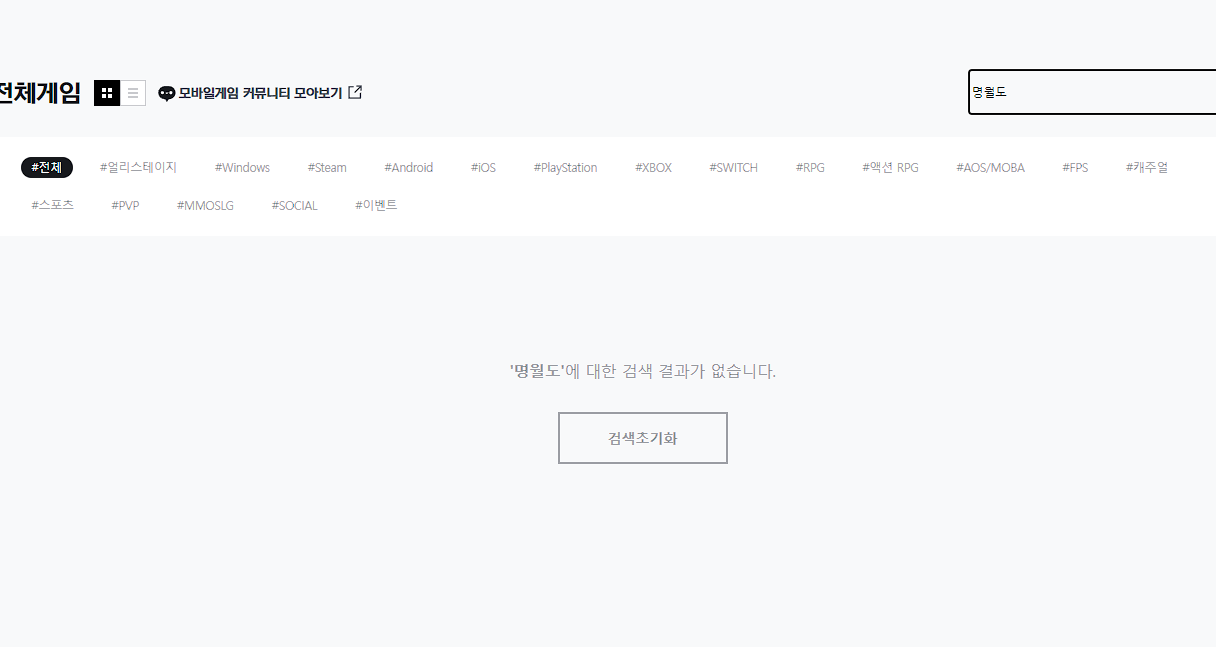 전체게임 모바일게임 커뮤니티 모아보기 명월도
#전체 #얼리스테이지 #Windows #Steam #Android #iOS #PlayStation #XBOX #SWITCH #RPG #액션 RPG #AOS/MOBA #FPS #캐주얼
#스포츠 #PVP #MMOSLG #SOCIAL #이벤트
'명월도'에 대한 검색 결과가 없습니다.
검색초기화